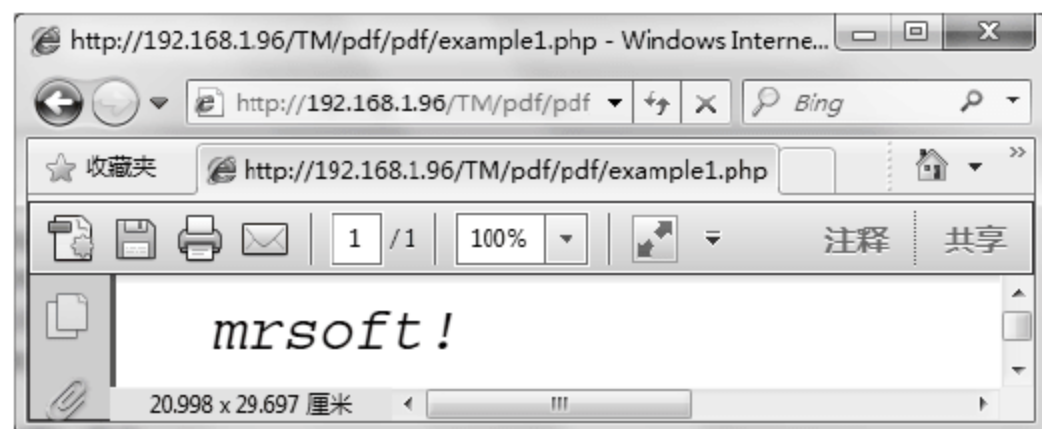 http://192.168.1.96/TM/pdf/pdf/example1.php - Windows Interne...
http://192.168.1.96/TM/pdf/pdf
Bing
收藏夹
http://192.168.1.96/TM/pdf/pdf/example1.php
1 / 1
100%
注释
共享
mrsoft!
20.998 x 29.697 厘米